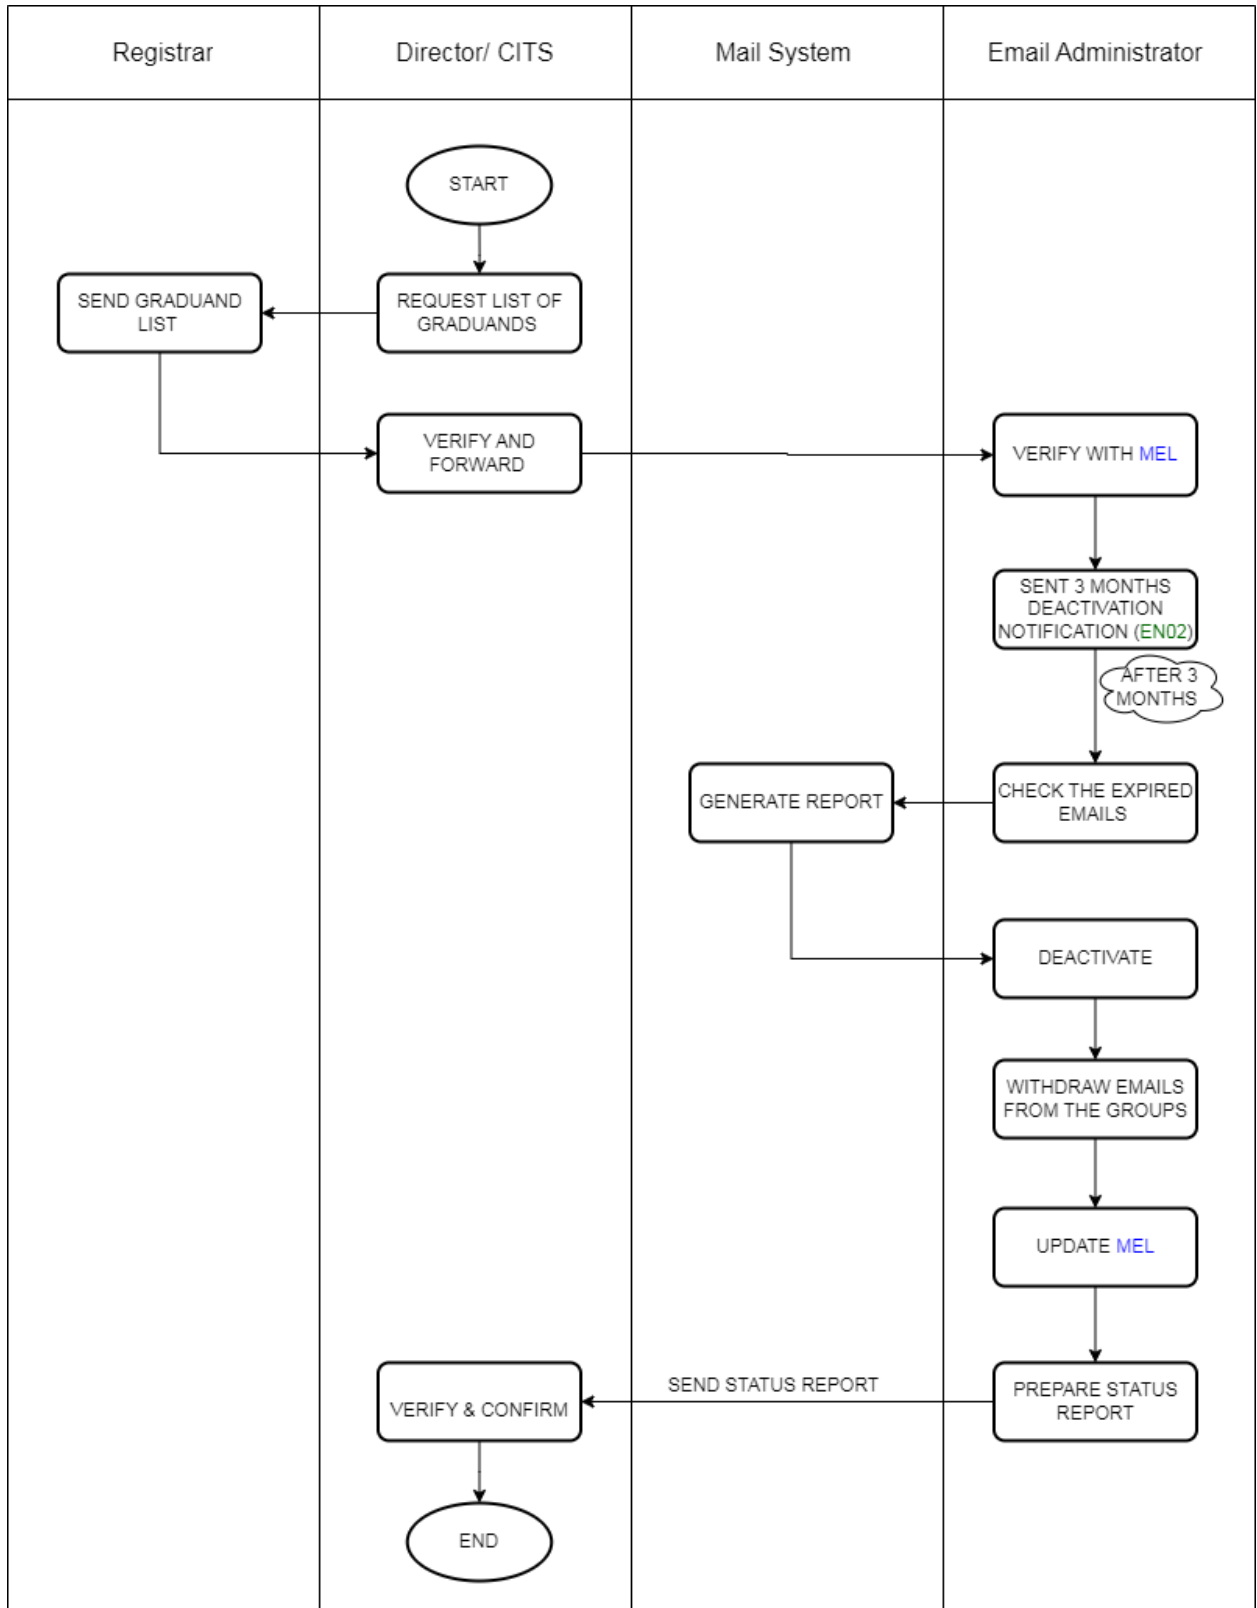 Registrar
Director/ CITS
Mail System
Email Administrator
START
SEND GRADUAND
LIST
REQUEST LIST OF
GRADUANDS
VERIFY AND
FORWARD
VERIFY WITH MEL
SENT 3 MONTHS
DEACTIVATION
NOTIFICATION (EN02)
AFTER 3
MONTHS
GENERATE REPORT
CHECK THE EXPIRED
EMAILS
DEACTIVATE
WITHDRAW EMAILS
FROM THE GROUPS
UPDATE MEL
VERIFY & CONFIRM
SEND STATUS REPORT
PREPARE STATUS
REPORT
END